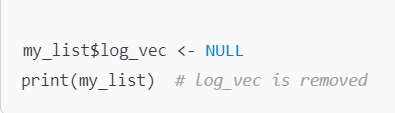 my_list$log_vec <- NULL
print(my_list)  # log_vec is removed